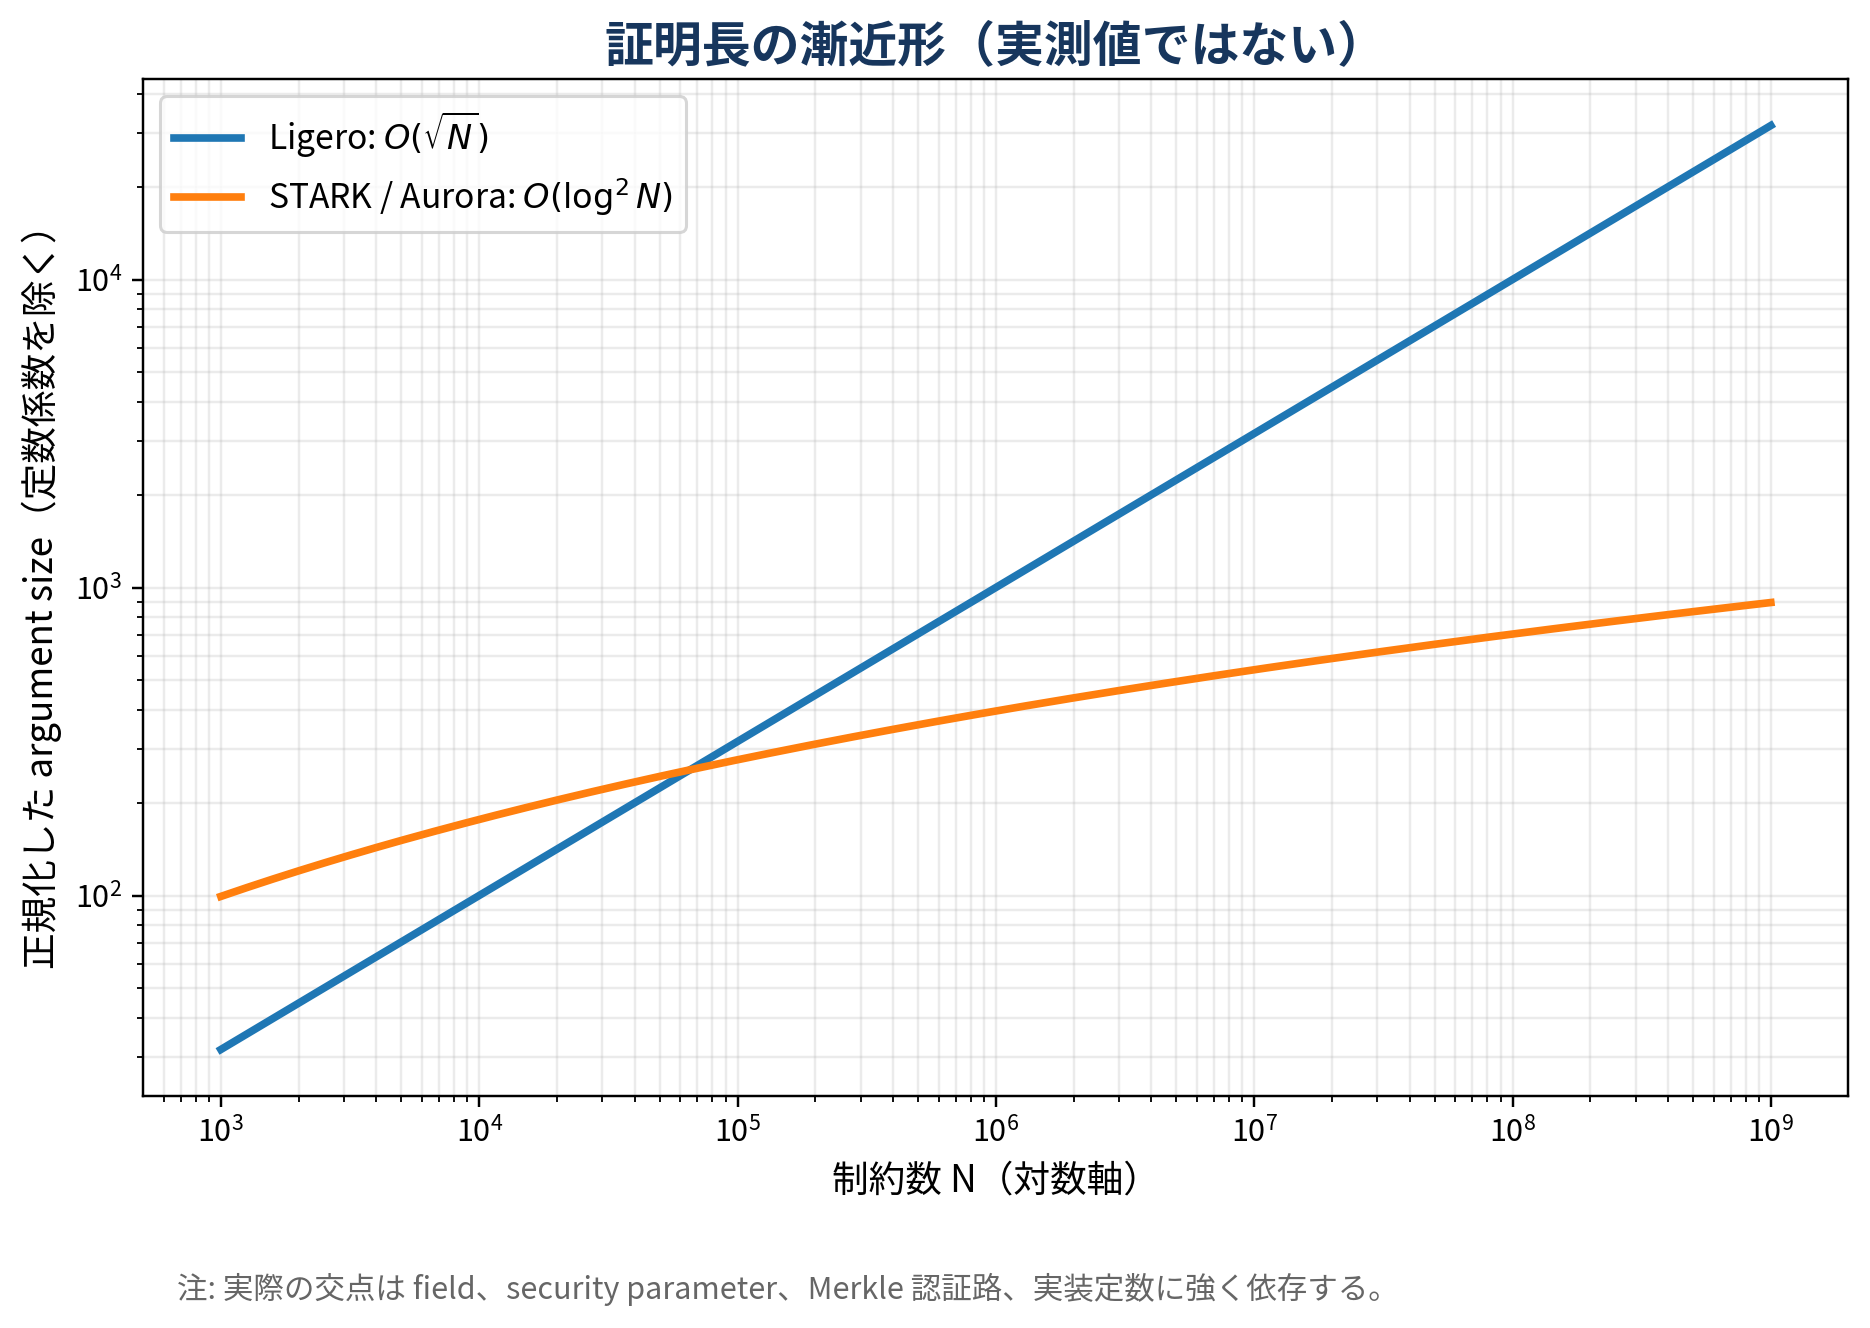 証明長の漸近形（実測値ではない）
Ligero: O(√N)
STARK / Aurora: O(log² N)
正規化した argument size（定数係数を除く）
10⁴
10³
10²
10³ 10⁴ 10⁵ 10⁶ 10⁷ 10⁸ 10⁹
制約数 N（対数軸）
注: 実際の交点は field、security parameter、Merkle 認証路、実装定数に強く依存する。